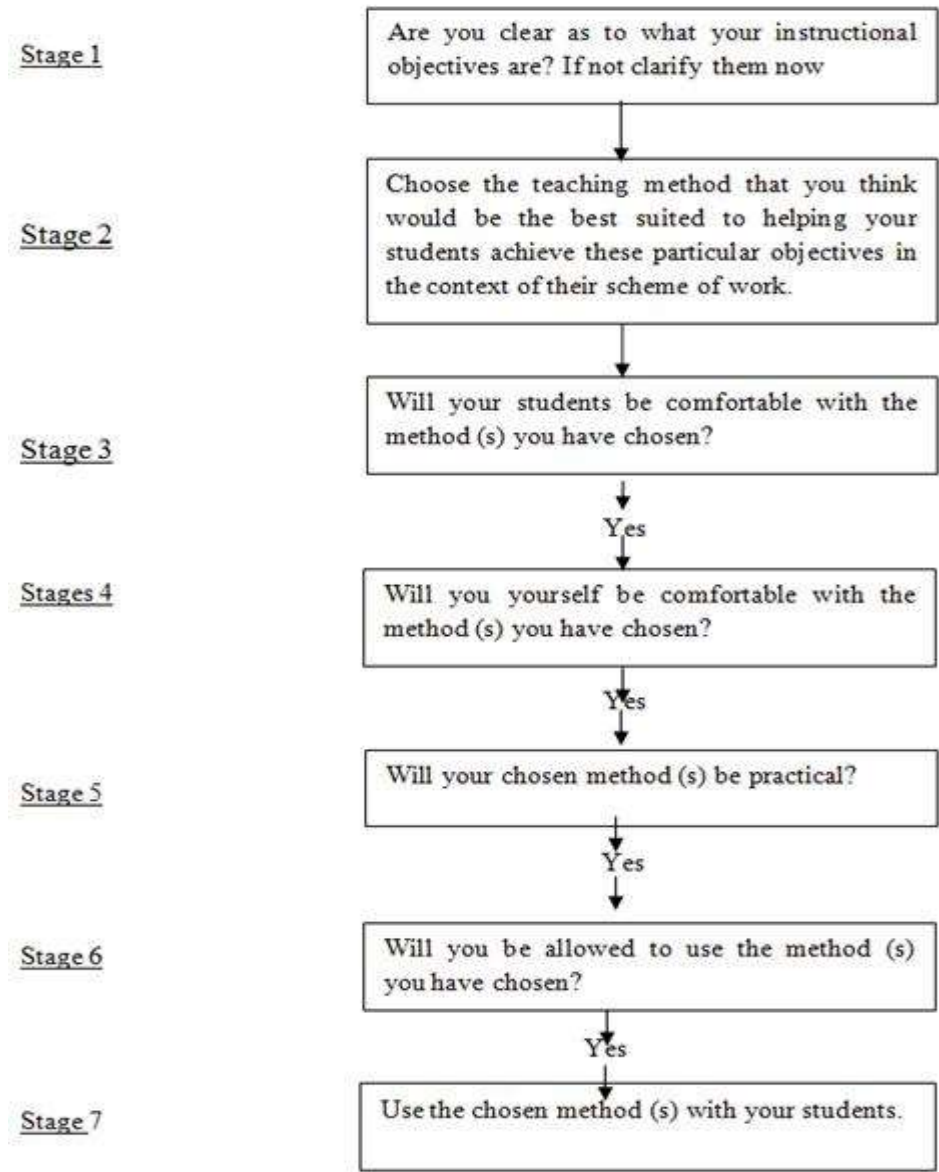 Stage 1
Are you clear as to what your instructional
objectives are? If not clarify them now
Stage 2
Choose the teaching method that you think
would be the best suited to helping your
students achieve these particular objectives in
the context of their scheme of work.
Stage 3
Will your students be comfortable with the
method (s) you have chosen?
Yes
Stages 4
Will you yourself be comfortable with the
method (s) you have chosen?
Yes
Stage 5
Will your chosen method (s) be practical?
Yes
Stage 6
Will you be allowed to use the method (s)
you have chosen?
Yes
Stage 7
Use the chosen method (s) with your students.